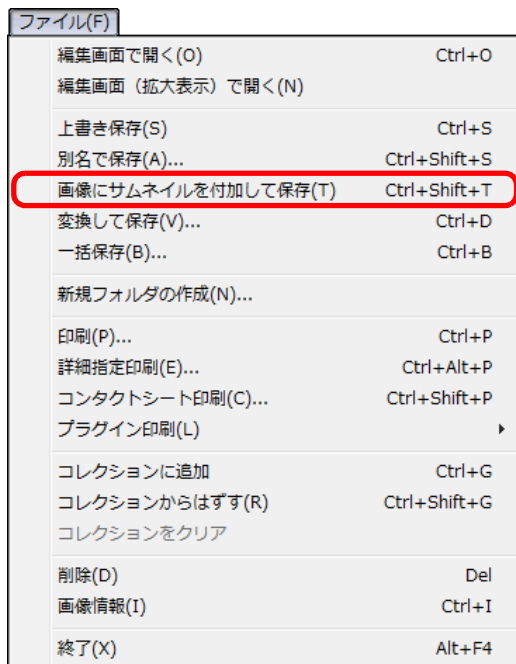 ファイル(F)
編集画面で開く(O) Ctrl+O
編集画面（拡大表示）で開く(N)
上書き保存(S) Ctrl+S
別名で保存(A)... Ctrl+Shift+S
画像にサムネイルを付加して保存(T) Ctrl+Shift+T
変換して保存(V)... Ctrl+D
一括保存(B)... Ctrl+B
新規フォルダの作成(N)...
印刷(P)... Ctrl+P
詳細指定印刷(E)... Ctrl+Alt+P
コンタクトシート印刷(C)... Ctrl+Shift+P
プラグイン印刷(L)
コレクションに追加 Ctrl+G
コレクションからはずす(R) Ctrl+Shift+G
コレクションをクリア
削除(D) Del
画像情報(I) Ctrl+I
終了(X) Alt+F4